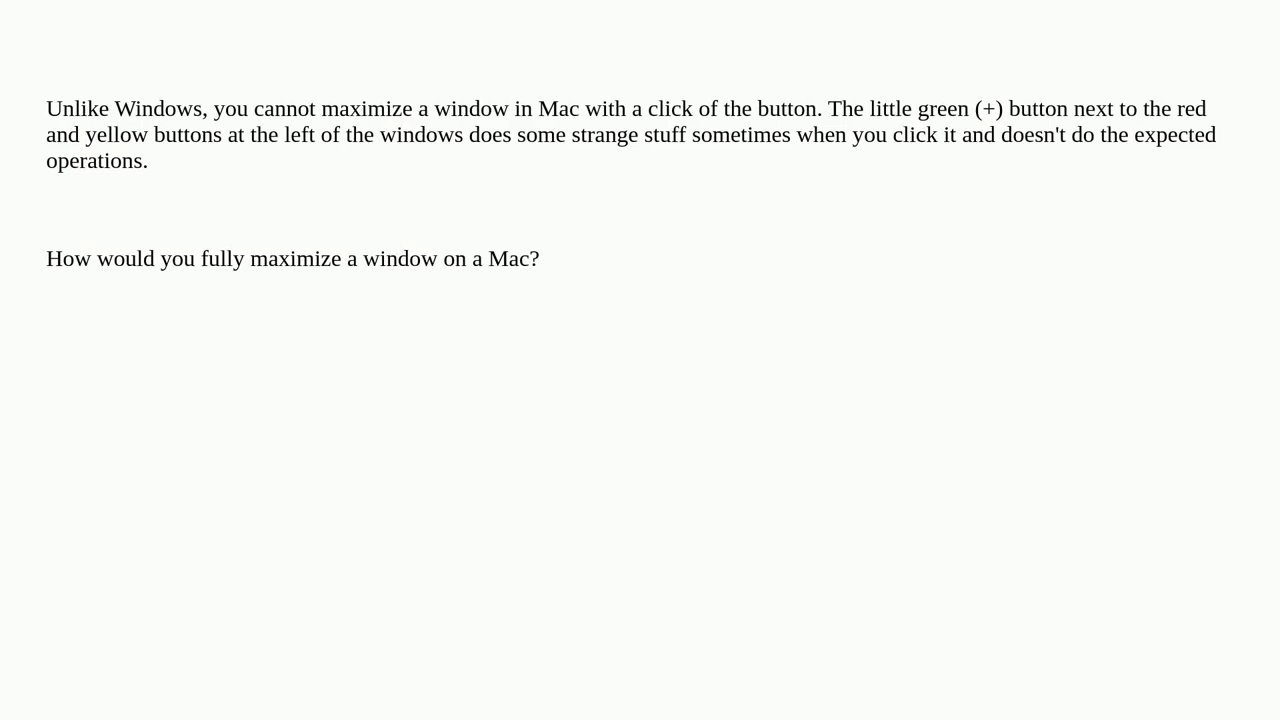 Unlike Windows, you cannot maximize a window in Mac with a click of the button. The little green (+) button next to the red
and yellow buttons at the left of the windows does some strange stuff sometimes when you click it and doesn't do the expected
operations.
How would you fully maximize a window on a Mac?